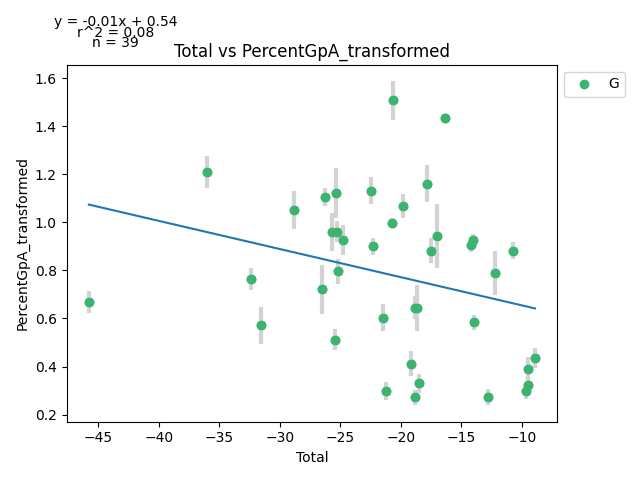 y = -0.01x + 0.54
r^2 = 0.08
n = 39
Total vs PercentGpA_transformed
G
PercentGpA_transformed
1.6
1.4
1.2
1.0
0.8
0.6
0.4
0.2
−45 −40 −35 −30 −25 −20 −15 −10
Total